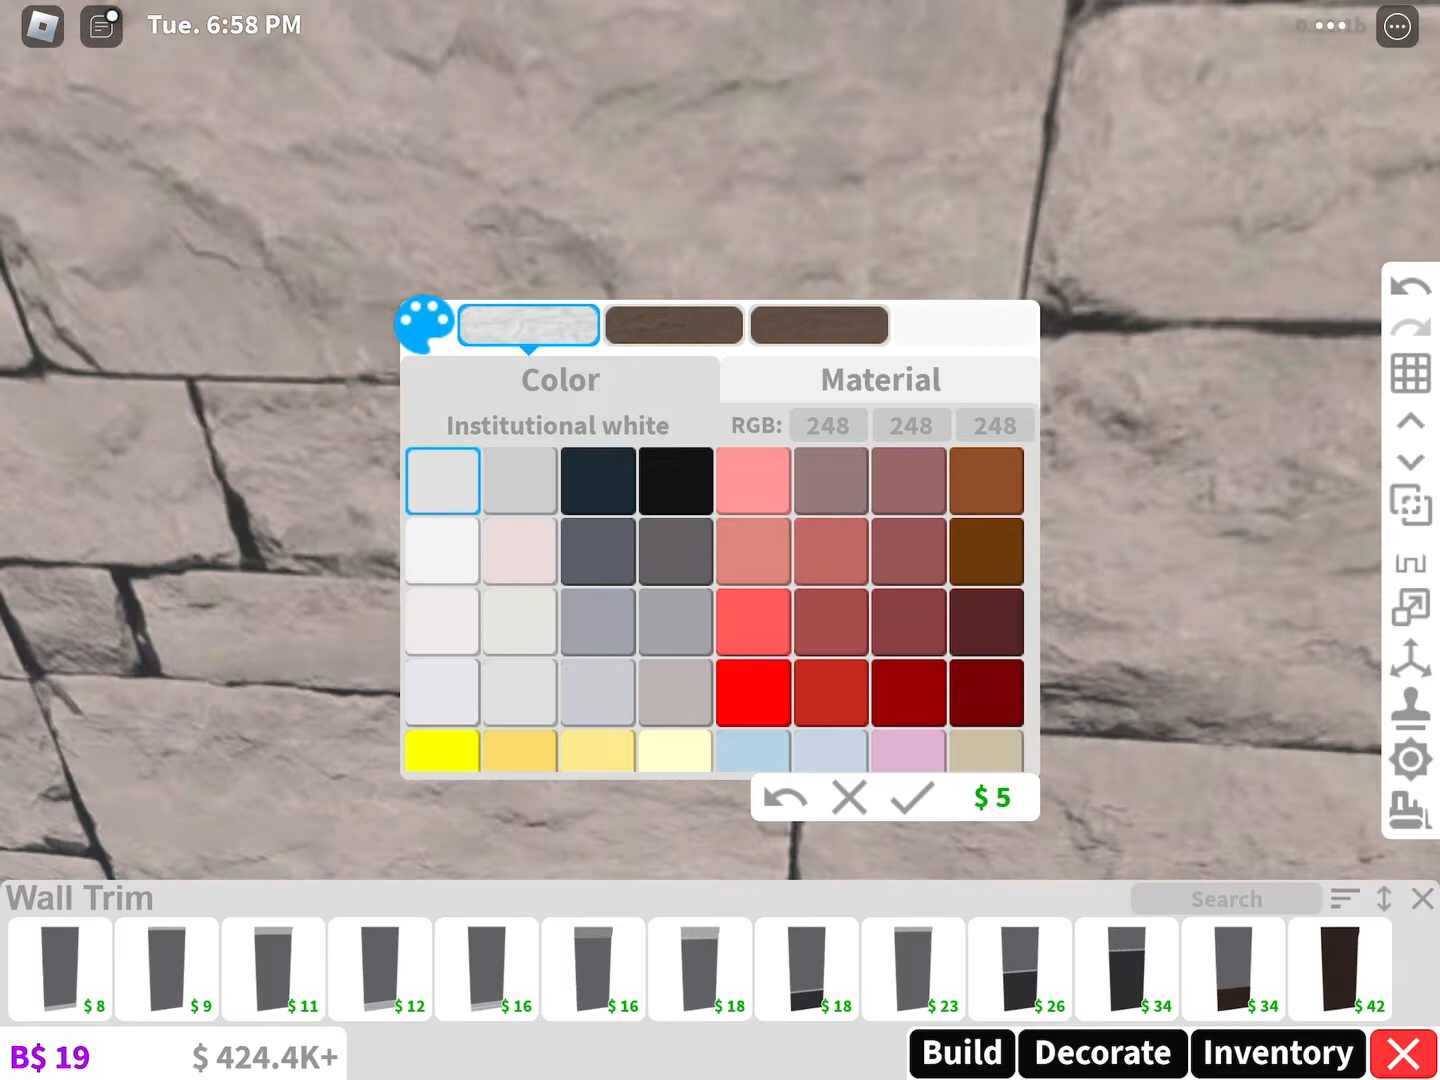 Tue. 6:58 PM
Color
Material
Institutional white
RGB: 248 248 248
$ 5
Wall Trim
Search
$ 8
$ 9
$ 11
$ 12
$ 16
$ 16
$ 18
$ 18
$ 23
$ 26
$ 34
$ 34
$ 42
B$ 19
$ 424.4K+
Build
Decorate
Inventory